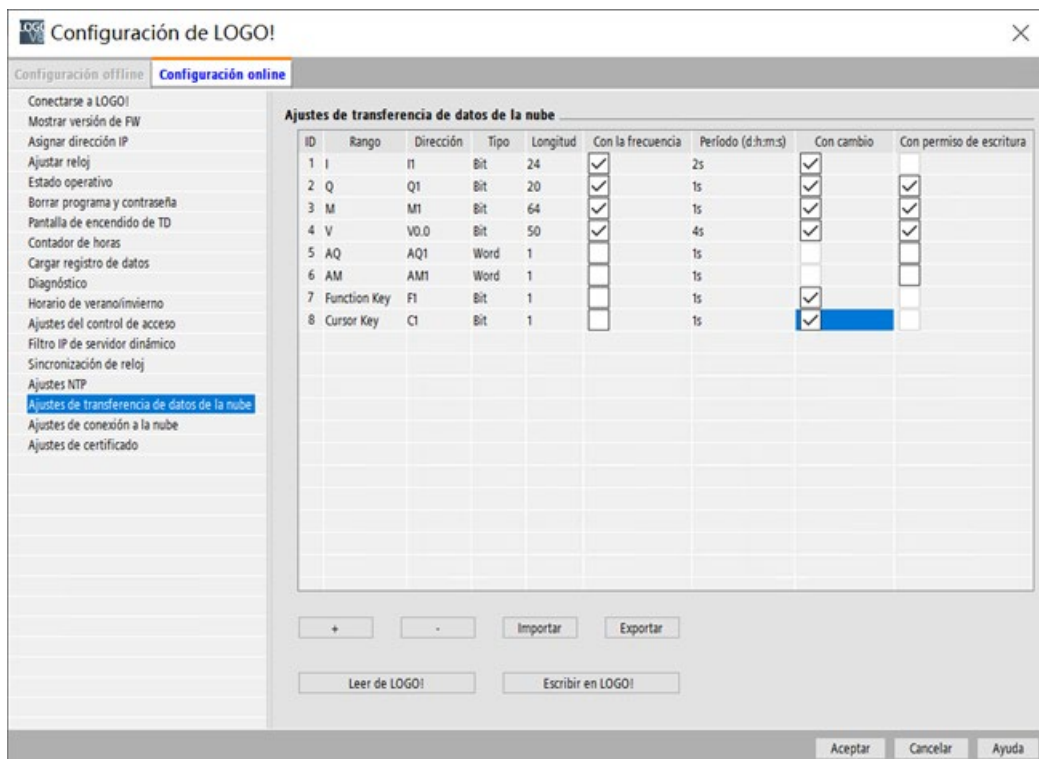 LOGO!
Configuración de LOGO!
Configuración offline Configuración online
Conectarse a LOGO!
Mostrar versión de FW
Asignar dirección IP
Ajustar reloj
Estado operativo
Borrar programa y contraseña
Pantalla de encendido de TD
Contador de horas
Cargar registro de datos
Diagnóstico
Horario de verano/invierno
Ajustes del control de acceso
Filtro IP de servidor dinámico
Sincronización de reloj
Ajustes NTP
Ajustes de transferencia de datos de la nube
Ajustes de conexión a la nube
Ajustes de certificado
Ajustes de transferencia de datos de la nube
ID Rango Dirección Tipo Longitud Con la frecuencia Período (d:h:m:s) Con cambio Con permiso de escritura
1 I I1 Bit 24 2s
2 Q Q1 Bit 20 1s
3 M M1 Bit 64 1s
4 V V0.0 Bit 50 4s
5 AQ AQ1 Word 1 1s
6 AM AM1 Word 1 1s
7 Function Key F1 Bit 1 1s
8 Cursor Key C1 Bit 1 1s
+ - Importar Exportar
Leer de LOGO! Escribir en LOGO!
Aceptar Cancelar Ayuda